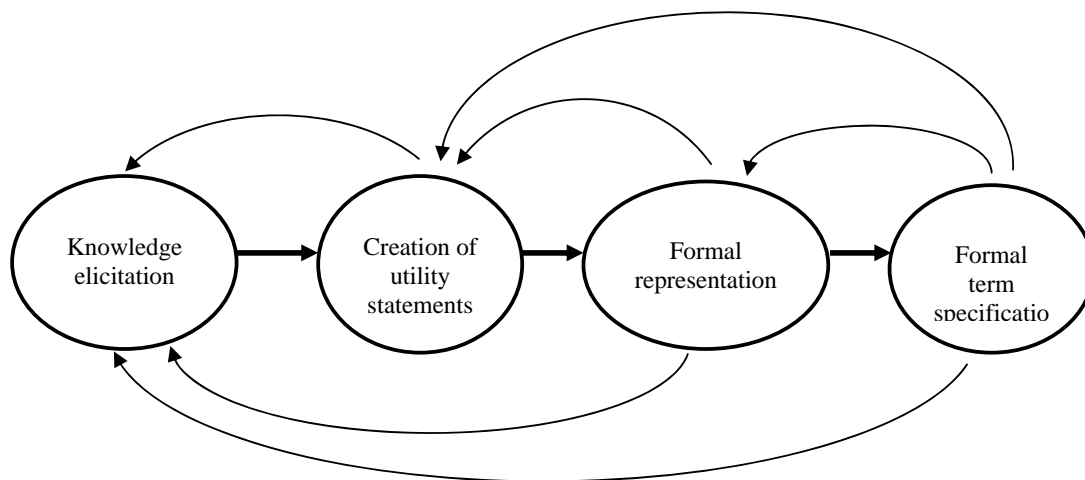 Knowledge
elicitation
Creation of
utility
statements
Formal
representation
Formal
term
specificatio